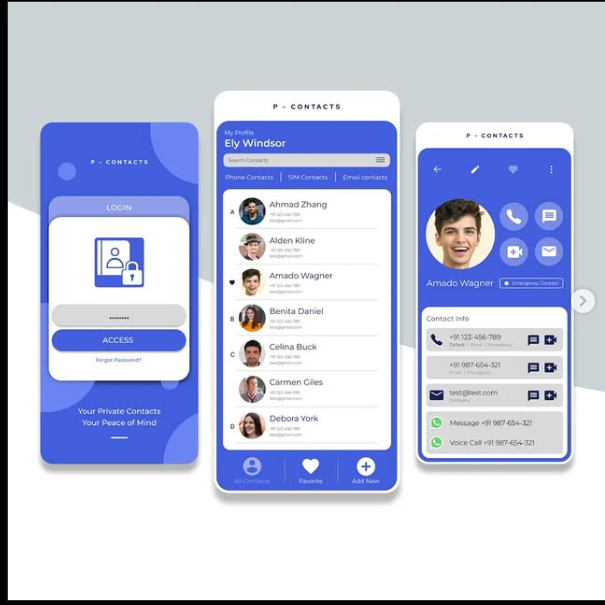 P - CONTACTS
LOGIN
••••••••
ACCESS
Forgot Password?
Your Private Contacts
Your Peace of Mind
P - CONTACTS
My Profile
Ely Windsor
Search Contacts
Phone Contacts | SIM Contacts | Email contacts
A
Ahmad Zhang
+91 123-456-789
test@gmail.com
Alden Kline
+91 123-456-789
test@gmail.com
Amado Wagner
+91 123-456-789
test@gmail.com
B
Benita Daniel
+91 123-456-789
test@gmail.com
C
Celina Buck
+91 123-456-789
test@gmail.com
Carmen Giles
+91 123-456-789
test@gmail.com
D
Debora York
+91 123-456-789
test@gmail.com
All Contacts
Favorite
Add New
P - CONTACTS
Amado Wagner
Emergency Contact
Contact info
+91 123-456-789
Default | Email | Emergency
+91 987-654-321
Email | Emergency
test@test.com
Company
Message +91 987-654-321
Voice Call +91 987-654-321